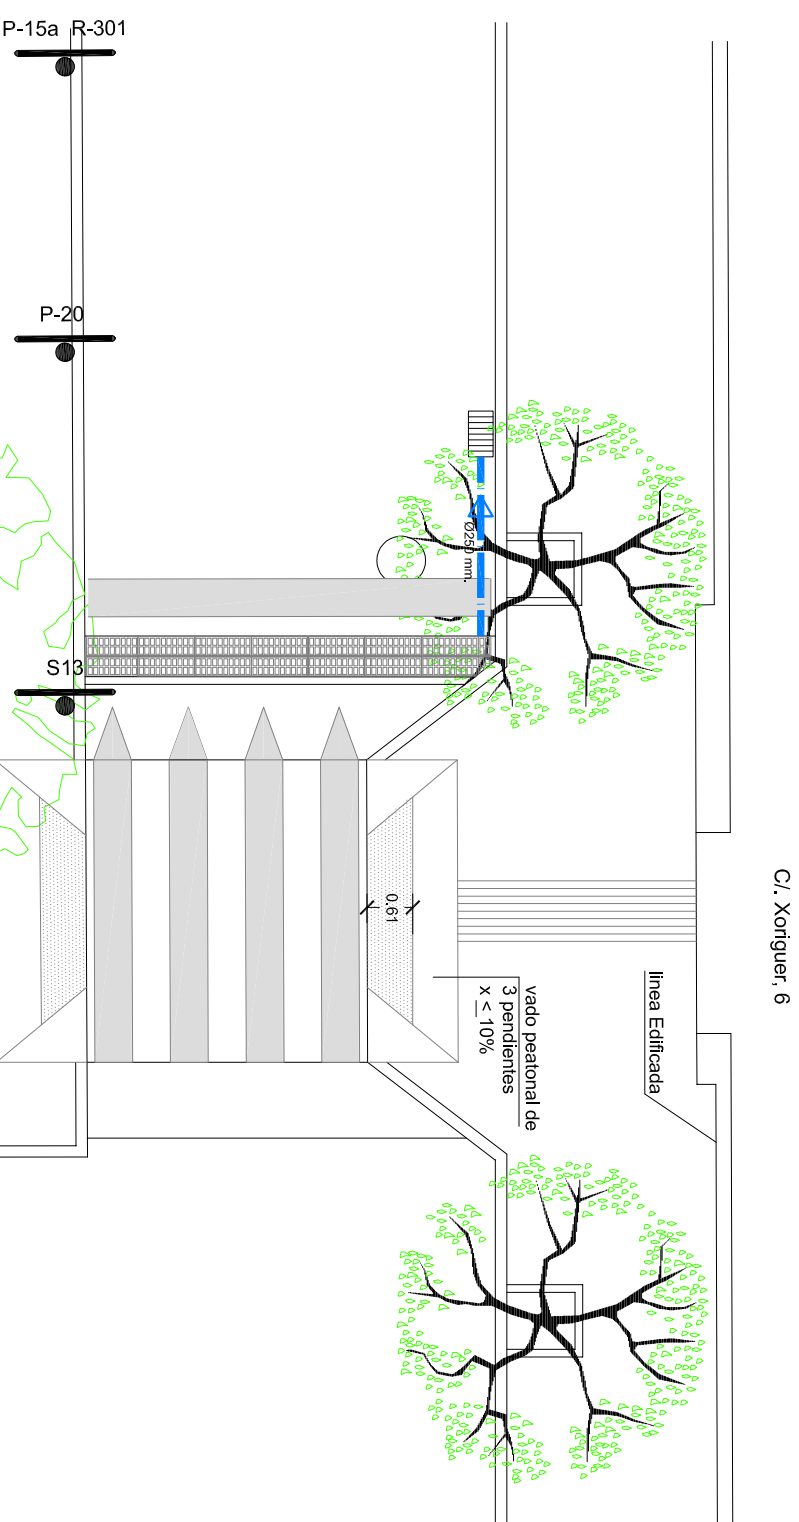 P-15a R-301
P-20
Ø250 mm.
S13
C/. Xoriguer, 6
0.61
vado peatonal de
3 pendientes
x < 10%
linea Edificada